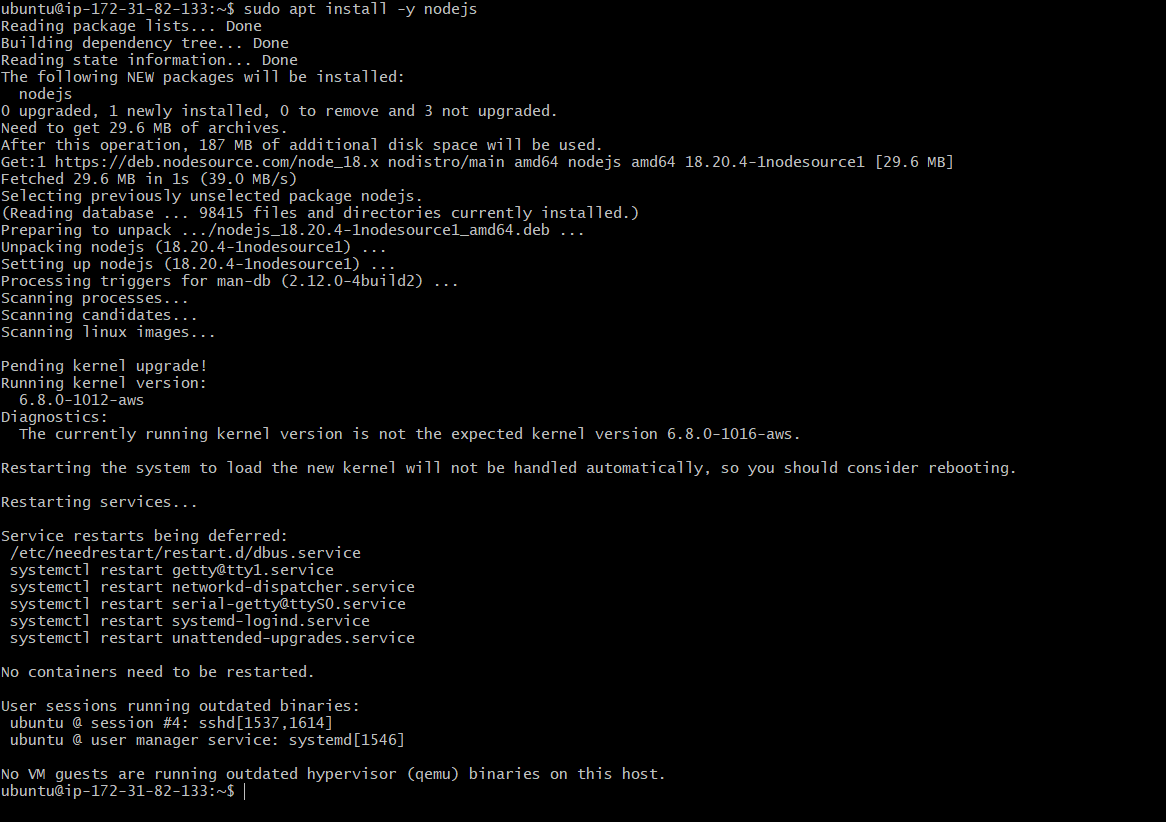 ubuntu@ip-172-31-82-133:~$ sudo apt install -y nodejs
Reading package lists... Done
Building dependency tree... Done
Reading state information... Done
The following NEW packages will be installed:
  nodejs
0 upgraded, 1 newly installed, 0 to remove and 3 not upgraded.
Need to get 29.6 MB of archives.
After this operation, 187 MB of additional disk space will be used.
Get:1 https://deb.nodesource.com/node_18.x nodistro/main amd64 nodejs amd64 18.20.4-1nodesource1 [29.6 MB]
Fetched 29.6 MB in 1s (39.0 MB/s)
Selecting previously unselected package nodejs.
(Reading database ... 98415 files and directories currently installed.)
Preparing to unpack .../nodejs_18.20.4-1nodesource1_amd64.deb ...
Unpacking nodejs (18.20.4-1nodesource1) ...
Setting up nodejs (18.20.4-1nodesource1) ...
Processing triggers for man-db (2.12.0-4build2) ...
Scanning processes...
Scanning candidates...
Scanning linux images...

Pending kernel upgrade!
Running kernel version:
  6.8.0-1012-aws
Diagnostics:
  The currently running kernel version is not the expected kernel version 6.8.0-1016-aws.

Restarting the system to load the new kernel will not be handled automatically, so you should consider rebooting.

Restarting services...

Service restarts being deferred:
 /etc/needrestart/restart.d/dbus.service
 systemctl restart getty@tty1.service
 systemctl restart networkd-dispatcher.service
 systemctl restart serial-getty@ttyS0.service
 systemctl restart systemd-logind.service
 systemctl restart unattended-upgrades.service

No containers need to be restarted.

User sessions running outdated binaries:
 ubuntu @ session #4: sshd[1537,1614]
 ubuntu @ user manager service: systemd[1546]

No VM guests are running outdated hypervisor (qemu) binaries on this host.
ubuntu@ip-172-31-82-133:~$